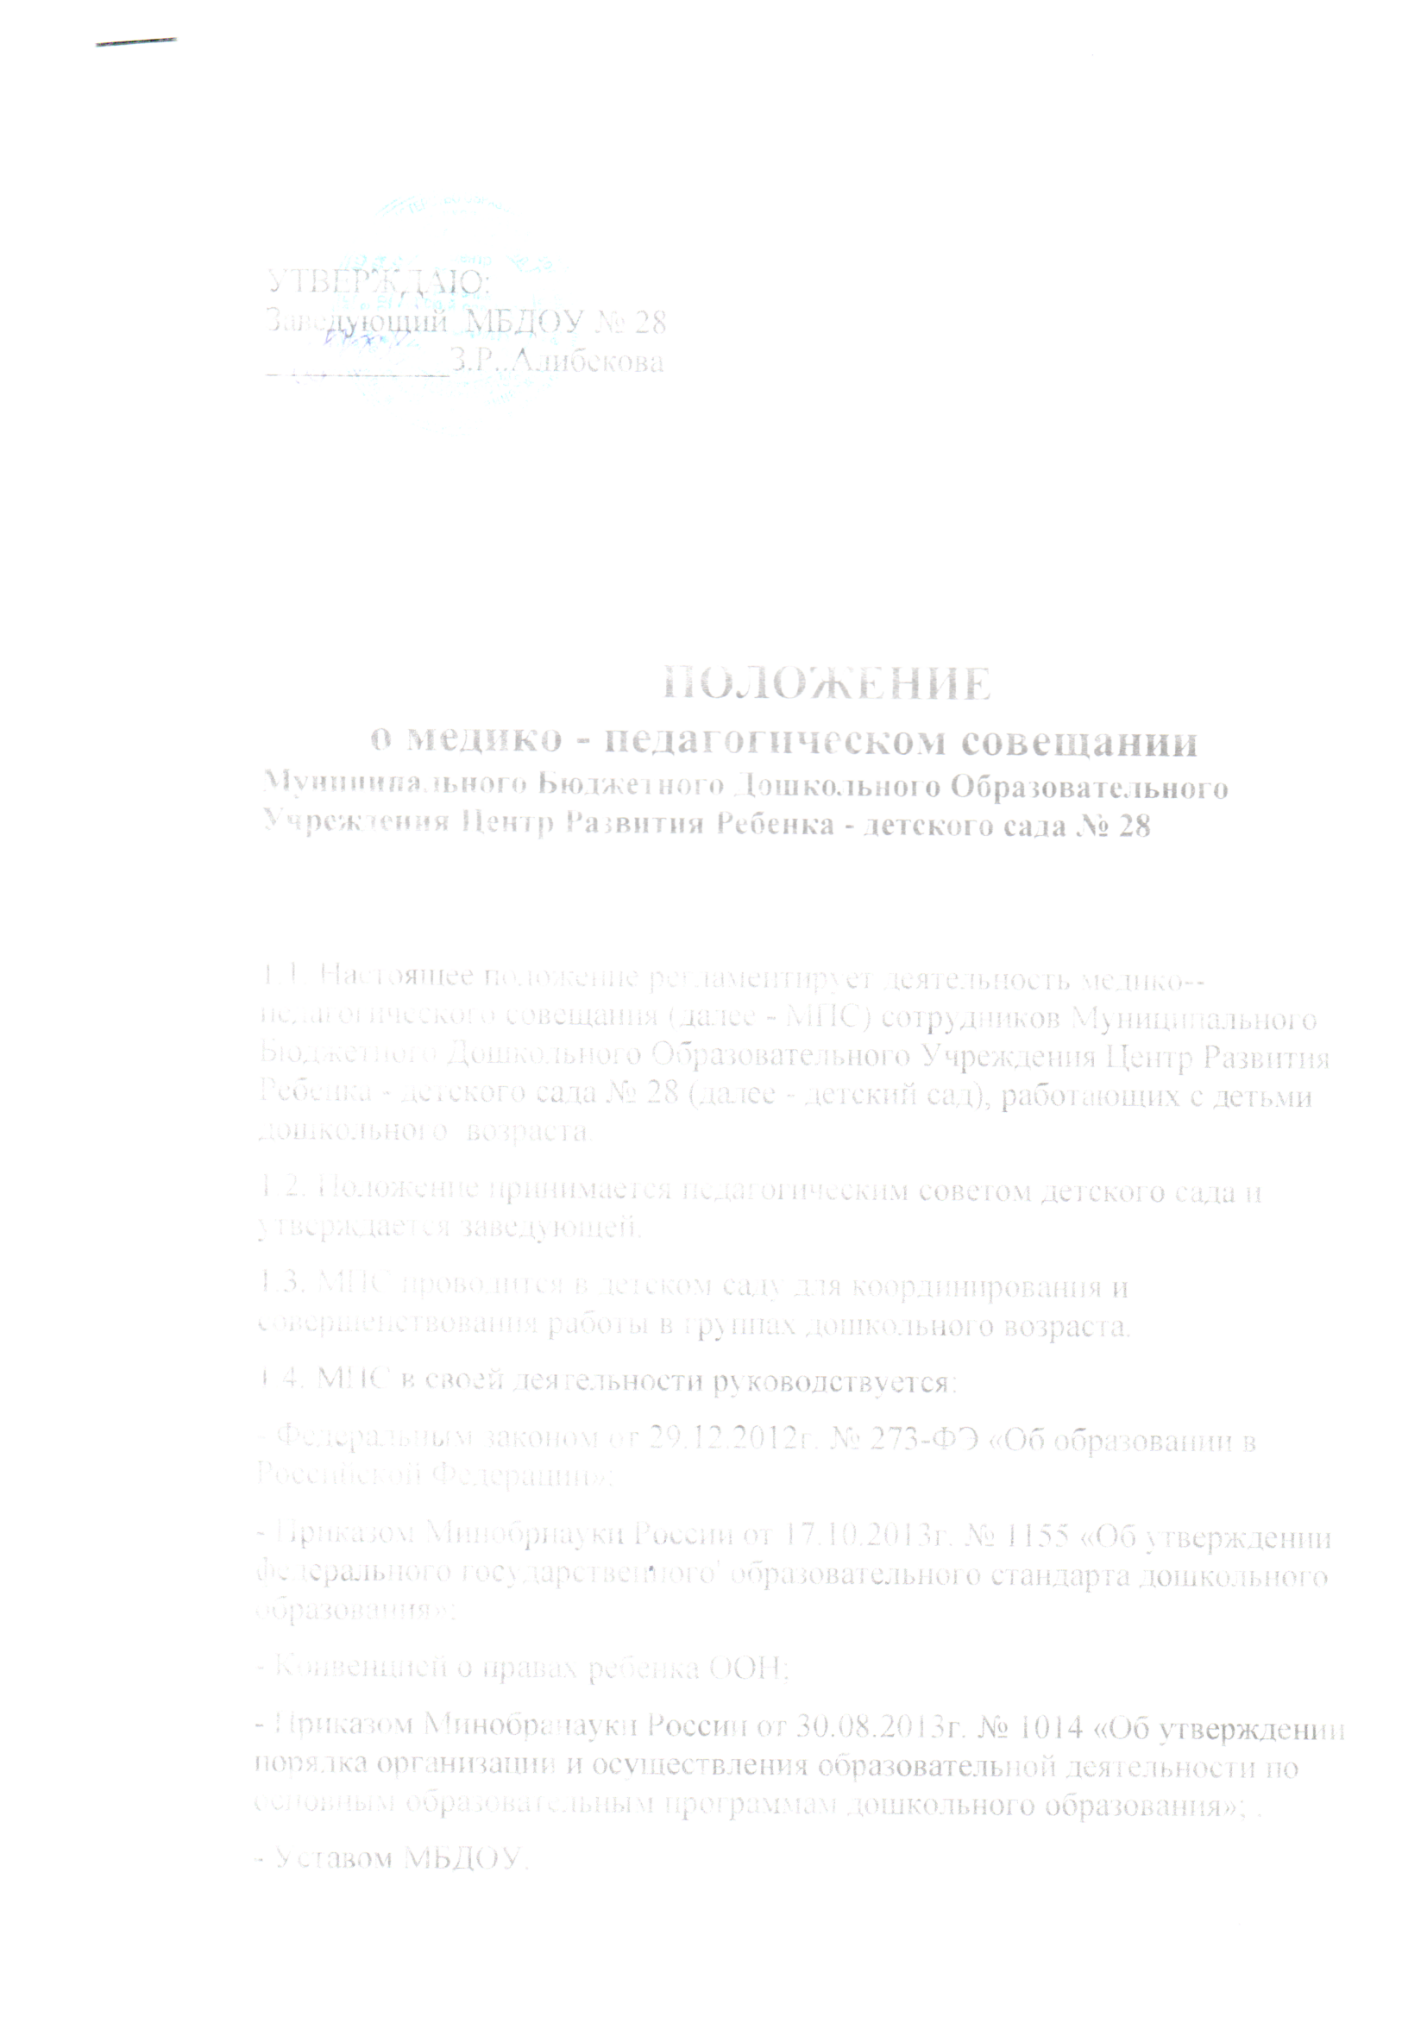 УТВЕРЖДАЮ:
Заведующий МБДОУ № 28
____________З.Р..Алибекова
ПОЛОЖЕНИЕ
о медико - педагогическом совещании
Муниципального Бюджетного Дошкольного Образовательного
Учреждения Центр Развития Ребенка - детского сада № 28
1.1. Настоящее положение регламентирует деятельность медико--
педагогического совещания (далее - МПС) сотрудников Муниципального
Бюджетного Дошкольного Образовательного Учреждения Центр Развития
Ребенка - детского сада № 28 (далее - детский сад), работающих с детьми
дошкольного возраста.
1.2. Положение принимается педагогическим советом детского сада и
утверждается заведующей.
1.3. МПС проводится в детском саду для координирования и
совершенствования работы в группах дошкольного возраста.
1.4. МПС в своей деятельности руководствуется:
- Федеральным законом от 29.12.2012г. № 273-ФЭ «Об образовании в
Российской Федерации»;
- Приказом Минобрнауки России от 17.10.2013г. № 1155 «Об утверждении
федерального государственного' образовательного стандарта дошкольного
образования»;
- Конвенцией о правах ребенка ООН;
- Приказом Минобранауки России от 30.08.2013г. № 1014 «Об утверждении
порядка организации и осуществления образовательной деятельности по
основным образовательным программам дошкольного образования»; .
- Уставом МБДОУ.